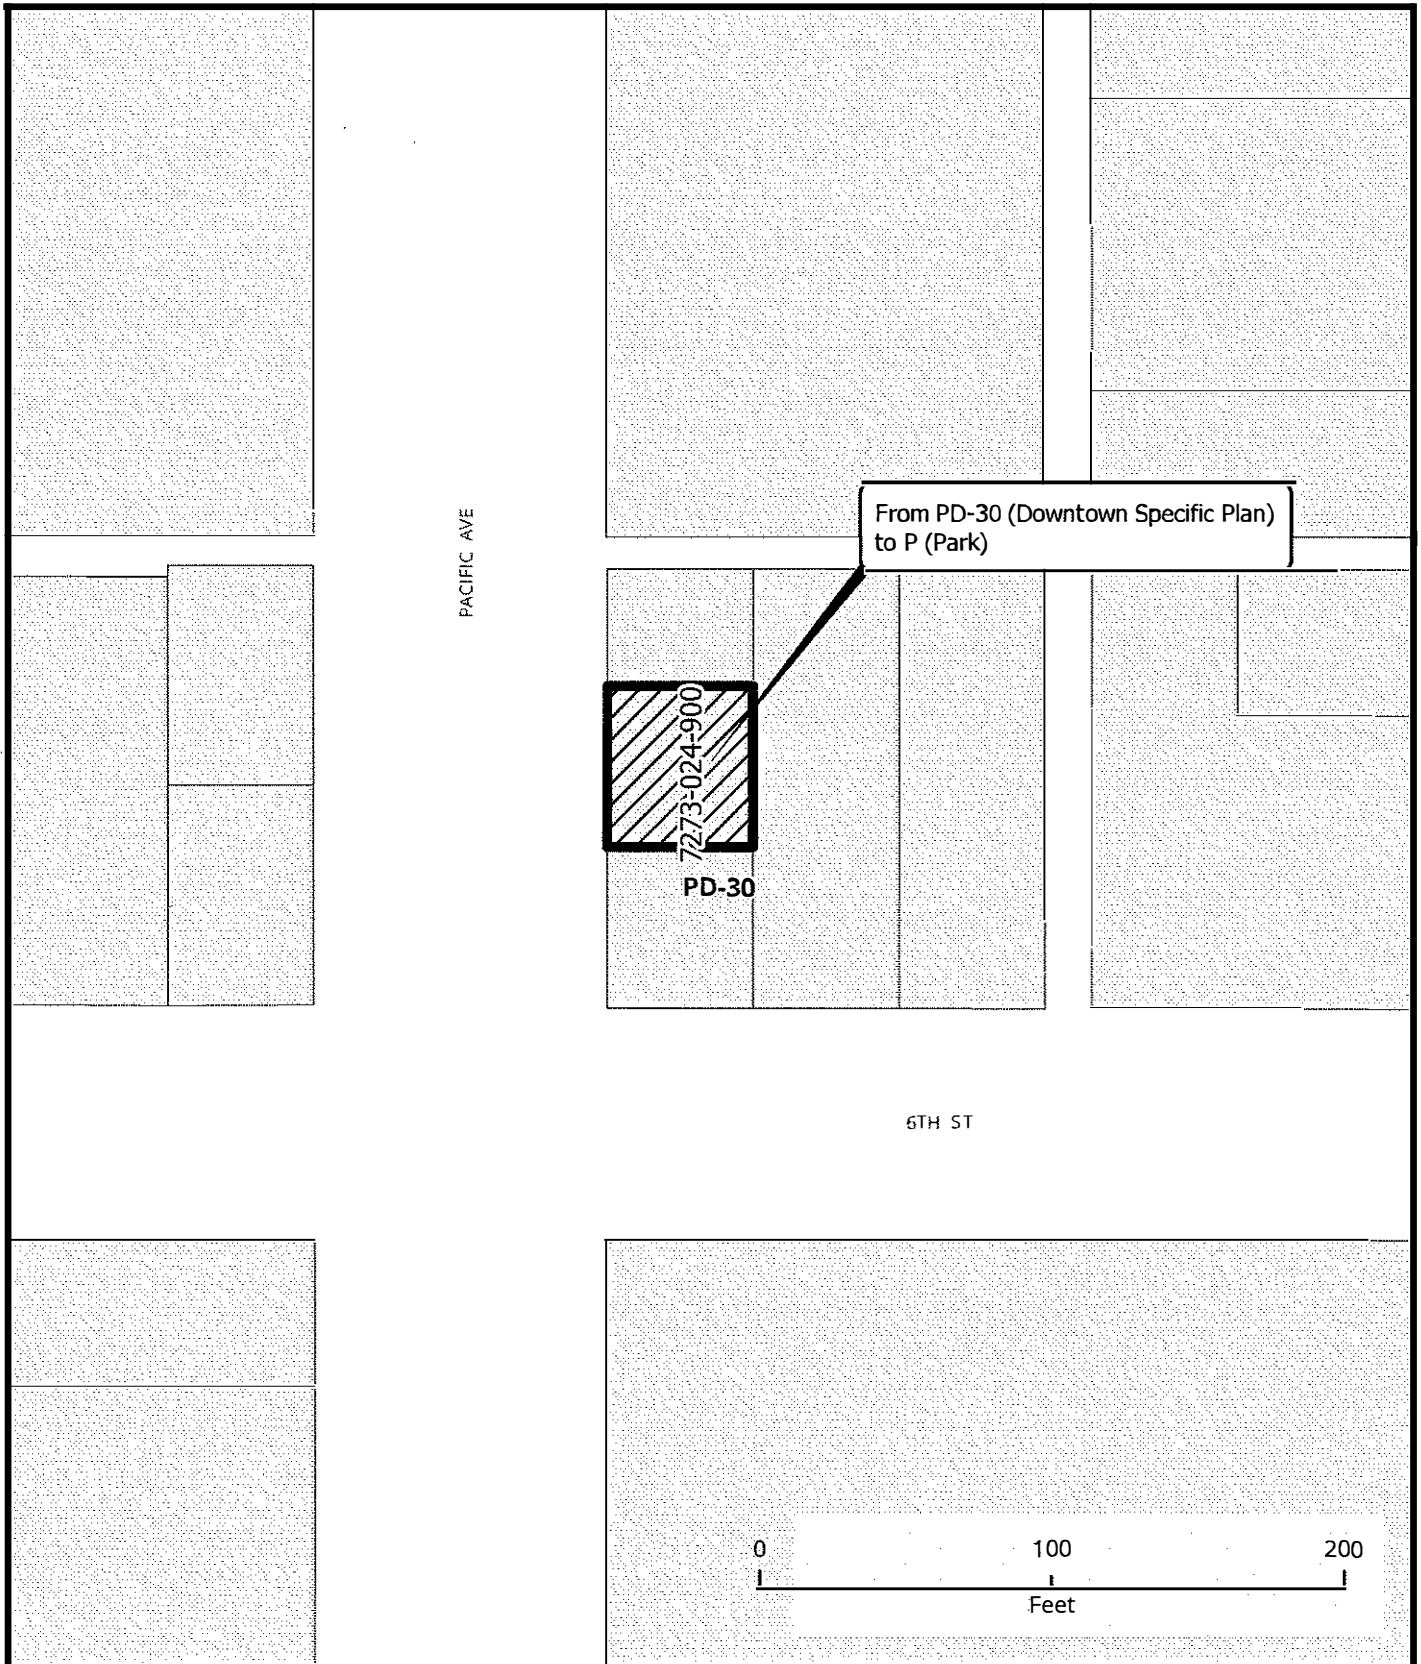 PACIFIC AVE
From PD-30 (Downtown Specific Plan)
to P (Park)
7273-024-900
PD-30
6TH ST
0 100 200
Feet